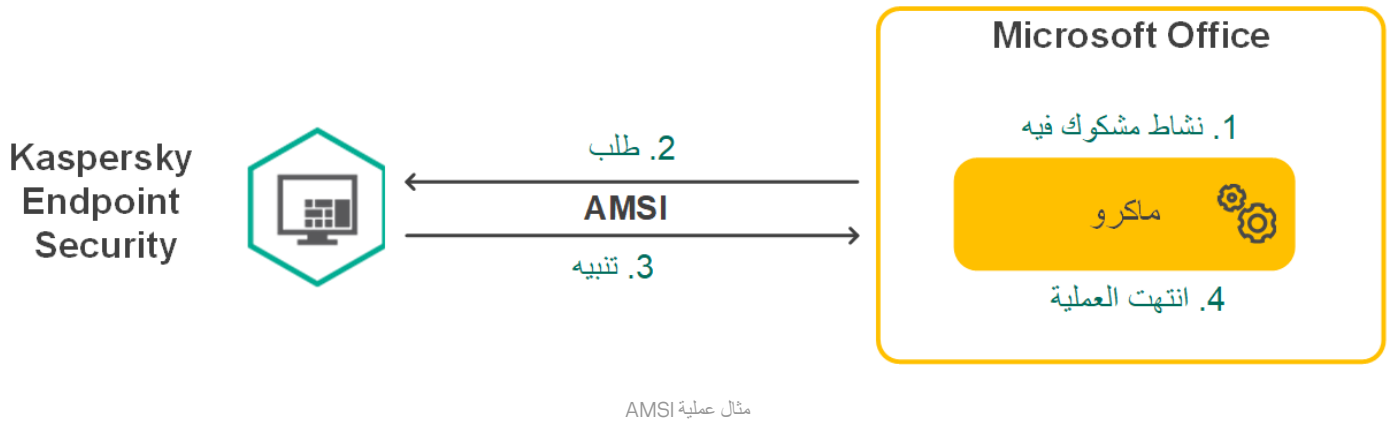 Microsoft Office
1. نشاط مشكوك فيه
2. طلب
Kaspersky
Endpoint
Security
AMSI
ماكرو
3. تنبيه
4. انتهت العملية
مثال عملية AMSI